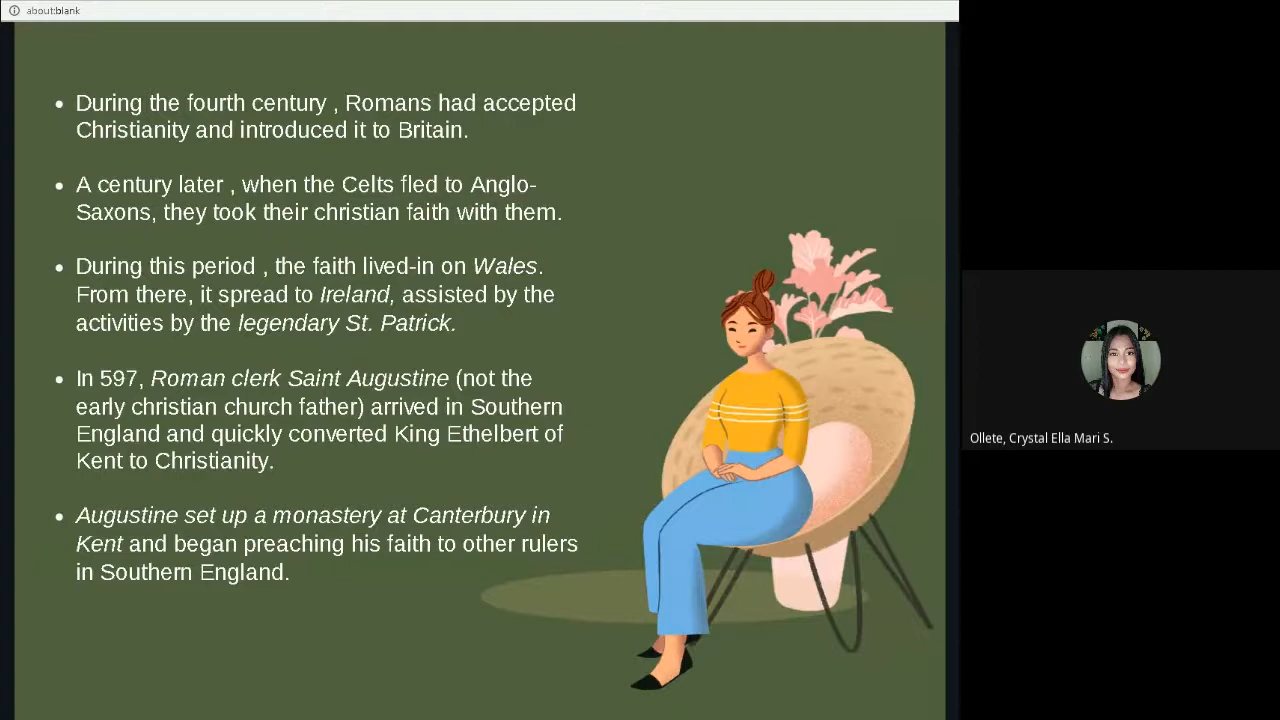 about:blank
• During the fourth century , Romans had accepted
Christianity and introduced it to Britain.
• A century later , when the Celts fled to Anglo-
Saxons, they took their christian faith with them.
• During this period , the faith lived-in on Wales.
From there, it spread to Ireland, assisted by the
activities by the legendary St. Patrick.
• In 597, Roman clerk Saint Augustine (not the
early christian church father) arrived in Southern
England and quickly converted King Ethelbert of
Kent to Christianity.
• Augustine set up a monastery at Canterbury in
Kent and began preaching his faith to other rulers
in Southern England.
Ollete, Crystal Ella Mari S.